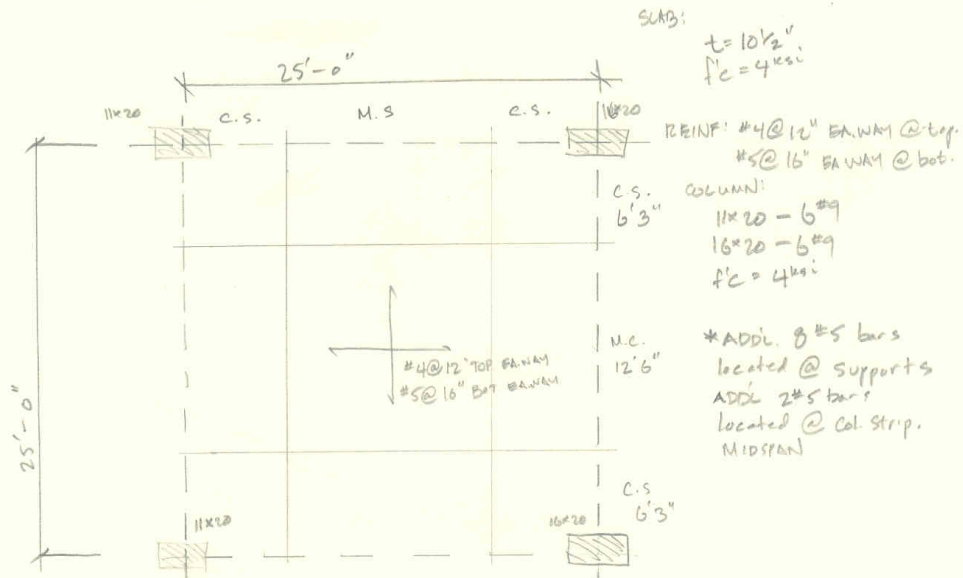 SLAB:
t= 10½"
f'c = 4ksi
REINF: #4@12" EA.WAY @ top.
#5@16" EA WAY @ bot.
COLUMN:
11x20 - 6#9
16x20 - 6#9
f'c = 4ksi
*ADDL. 8 #5 bars
located @ supports
ADDL 2#5 bars
located @ Col. Strip.
MIDSPAN
25'-0"
11x20
C.S.
M.S
C.S.
16x20
C.S.
6'3"
M.C.
12'6"
#4@12" TOP EA.WAY
#5@16" BOT EA.WAY
25'-0"
C.S
6'3"
11x20
16x20